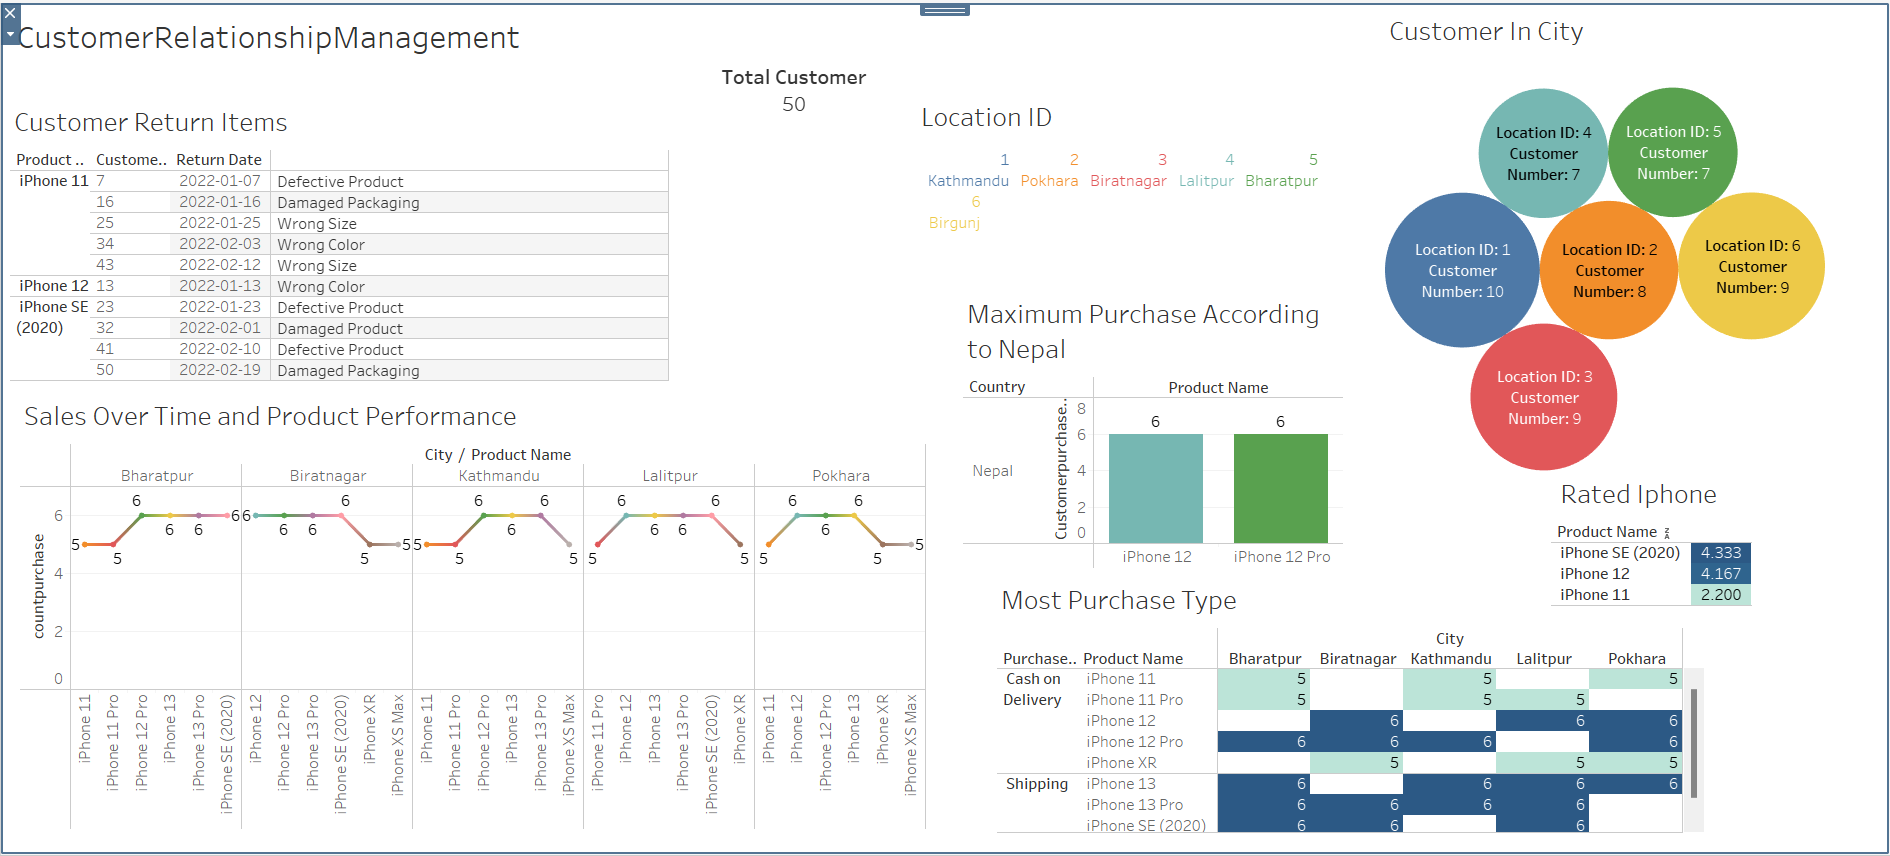 CustomerRelationshipManagement
Total Customer
50
Customer Return Items
Product .. Custome.. Return Date
iPhone 11 7 2022-01-07 Defective Product
16 2022-01-16 Damaged Packaging
25 2022-01-25 Wrong Size
34 2022-02-03 Wrong Color
43 2022-02-12 Wrong Size
iPhone 12 13 2022-01-13 Wrong Color
iPhone SE 23 2022-01-23 Defective Product
(2020) 32 2022-02-01 Damaged Product
41 2022-02-10 Defective Product
50 2022-02-19 Damaged Packaging
Location ID
1 2 3 4 5
Kathmandu Pokhara Biratnagar Lalitpur Bharatpur
6
Birgunj
Customer In City
Location ID: 4
Customer
Number: 7
Location ID: 5
Customer
Number: 7
Location ID: 1
Customer
Number: 10
Location ID: 2
Customer
Number: 8
Location ID: 6
Customer
Number: 9
Location ID: 3
Customer
Number: 9
Sales Over Time and Product Performance
City / Product Name
Bharatpur Biratnagar Kathmandu Lalitpur Pokhara
countpurchase
6
4
2
0
5 5 6 6 6 6
6 6 6 6 5 5
5 5 6 6 6 5
5 6 6 6 6 5
5 6 6 6 5 5
iPhone 11
iPhone 11 Pro
iPhone 12 Pro
iPhone 13
iPhone 13 Pro
iPhone SE (2020)
iPhone 12
iPhone 12 Pro
iPhone 13 Pro
iPhone SE (2020)
iPhone XR
iPhone XS Max
iPhone 11
iPhone 11 Pro
iPhone 12 Pro
iPhone 13
iPhone 13 Pro
iPhone XS Max
iPhone 11 Pro
iPhone 12
iPhone 13
iPhone 13 Pro
iPhone SE (2020)
iPhone XR
iPhone 11
iPhone 12
iPhone 12 Pro
iPhone 13
iPhone XR
iPhone XS Max
Maximum Purchase According
to Nepal
Country Product Name
Nepal
Customerpurchase..
8
6
4
2
0
6 6
iPhone 12 iPhone 12 Pro
Rated Iphone
Product Name
iPhone SE (2020) 4.333
iPhone 12 4.167
iPhone 11 2.200
Most Purchase Type
City
Purchase.. Product Name Bharatpur Biratnagar Kathmandu Lalitpur Pokhara
Cash on iPhone 11 5 5 5
Delivery iPhone 11 Pro 5 5 5
iPhone 12 6 6 6
iPhone 12 Pro 6 6 6 6
iPhone XR 5 5 5
Shipping iPhone 13 6 6 6 6
iPhone 13 Pro 6 6 6 6
iPhone SE (2020) 6 6 6